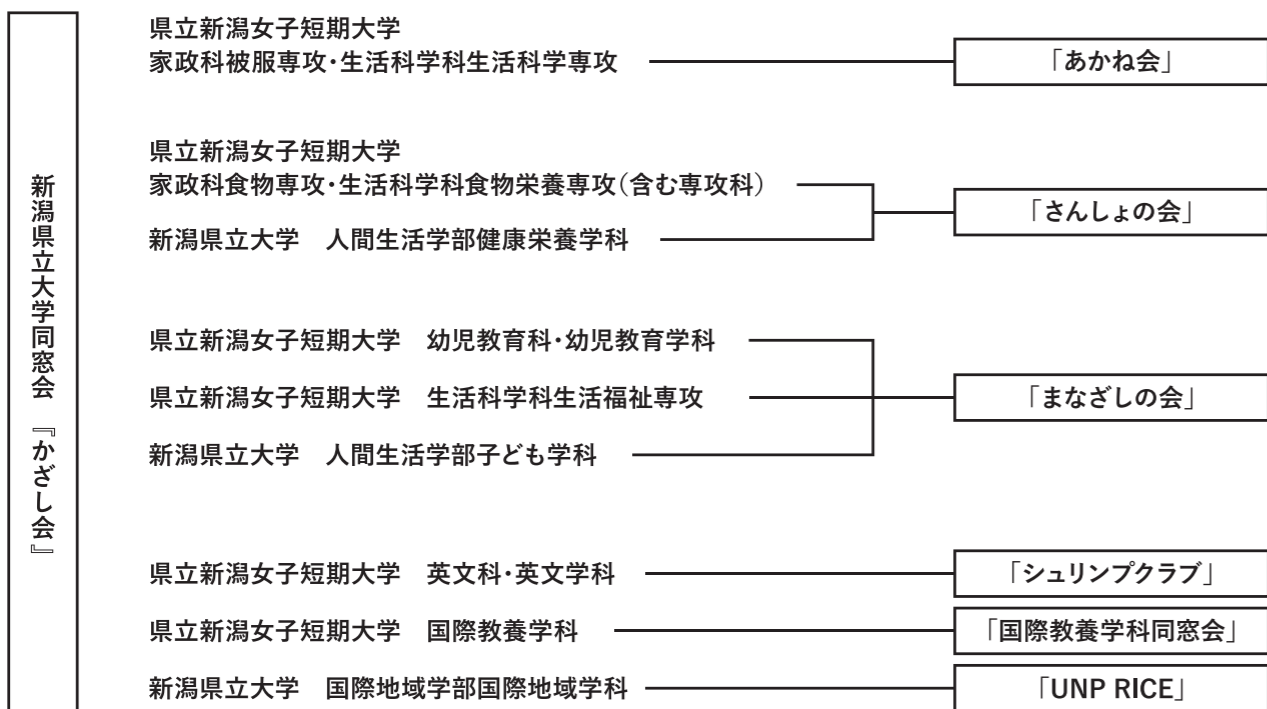 新潟県立大学同窓会 『かざし会』
県立新潟女子短期大学
家政科被服専攻・生活科学科生活科学専攻
「あかね会」
県立新潟女子短期大学
家政科食物専攻・生活科学科食物栄養専攻（含む専攻科）
新潟県立大学　人間生活学部健康栄養学科
「さんしょの会」
県立新潟女子短期大学　幼児教育科・幼児教育学科
県立新潟女子短期大学　生活科学科生活福祉専攻
新潟県立大学　人間生活学部子ども学科
「まなざしの会」
県立新潟女子短期大学　英文科・英文学科
「シュリンプクラブ」
県立新潟女子短期大学　国際教養学科
「国際教養学科同窓会」
新潟県立大学　国際地域学部国際地域学科
「UNP RICE」